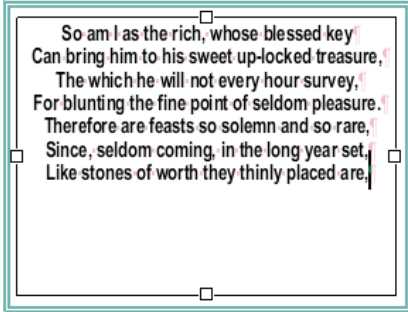 So am I as the rich, whose blessed key
Can bring him to his sweet up-locked treasure,
The which he will not every hour survey,
For blunting the fine point of seldom pleasure.
Therefore are feasts so solemn and so rare,
Since, seldom coming, in the long year set,
Like stones of worth they thinly placed are,